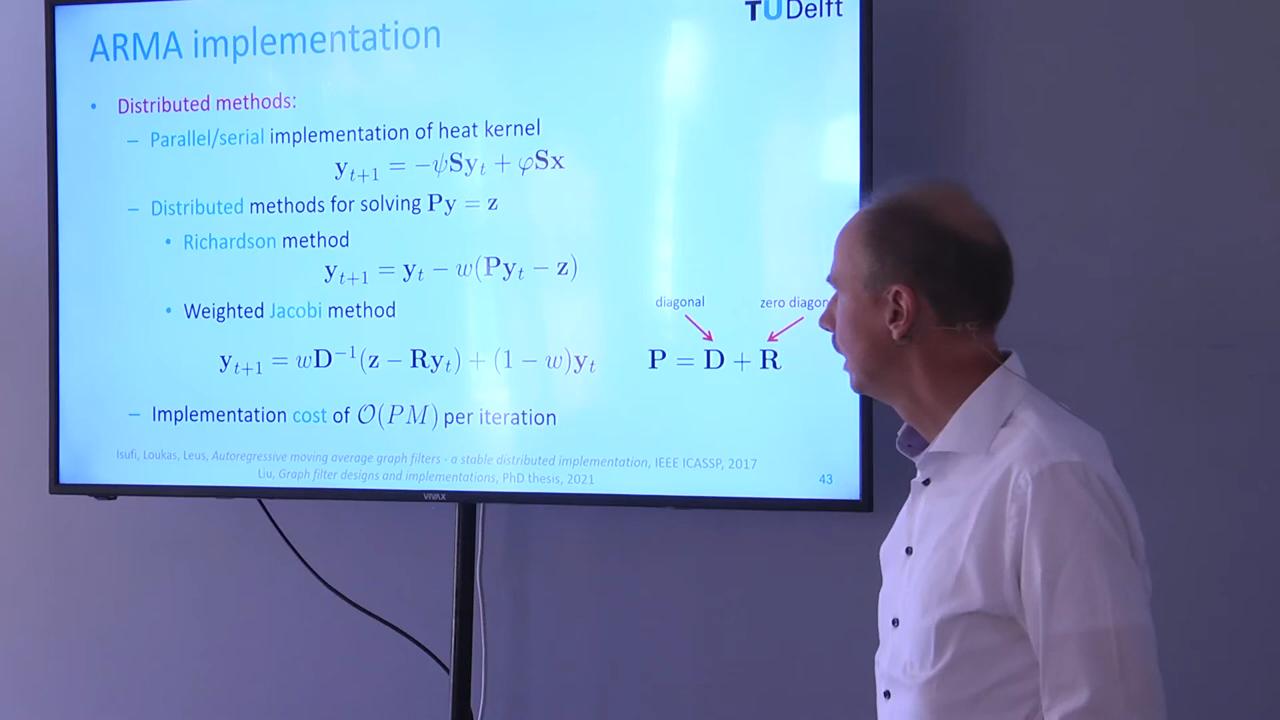 TUDelft
ARMA implementation
• Distributed methods:
– Parallel/serial implementation of heat kernel
y_{t+1} = −ψSy_t + φSx
– Distributed methods for solving Py = z
• Richardson method
y_{t+1} = y_t − w(Py_t − z)
• Weighted Jacobi method
diagonal zero diagon
y_{t+1} = wD^{−1}(z − Ry_t) + (1 − w)y_t P = D + R
– Implementation cost of O(PM) per iteration
Isufi, Loukas, Leus, Autoregressive moving average graph filters - a stable distributed implementation, IEEE ICASSP, 2017
Liu, Graph filter designs and implementations, PhD thesis, 2021
43
VIVAX